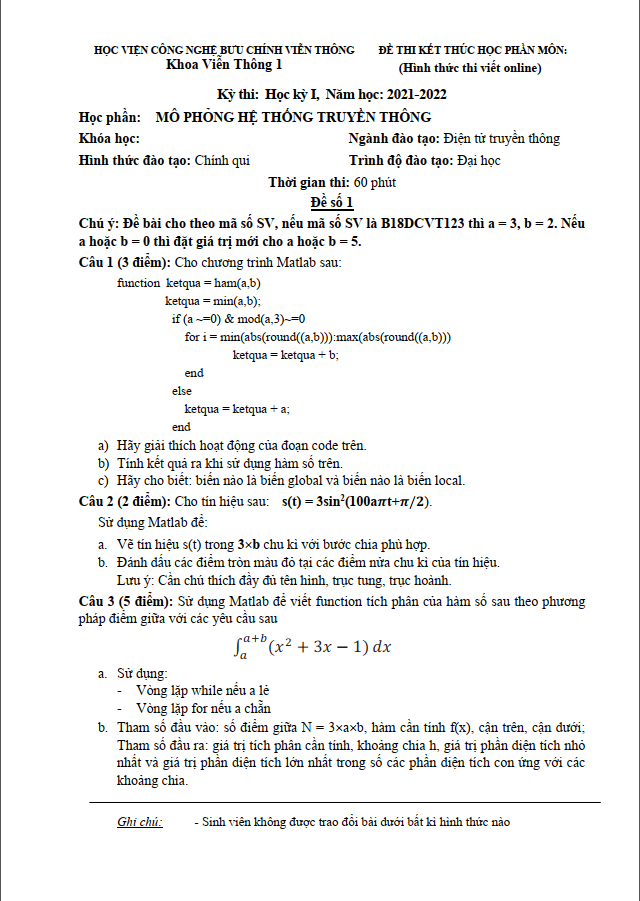 HỌC VIỆN CÔNG NGHỆ BƯU CHÍNH VIỄN THÔNG
Khoa Viễn Thông 1
ĐỀ THI KẾT THÚC HỌC PHẦN MÔN:
(Hình thức thi viết online)
Kỳ thi: Học kỳ I, Năm học: 2021-2022
Học phần: MÔ PHỎNG HỆ THỐNG TRUYỀN THÔNG
Khóa học: Ngành đào tạo: Điện tử truyền thông
Hình thức đào tạo: Chính qui Trình độ đào tạo: Đại học
Thời gian thi: 60 phút
Đề số 1
Chú ý: Đề bài cho theo mã số SV, nếu mã số SV là B18DCVT123 thì a = 3, b = 2. Nếu
a hoặc b = 0 thì đặt giá trị mới cho a hoặc b = 5.
Câu 1 (3 điểm): Cho chương trình Matlab sau:
function ketqua = ham(a,b)
ketqua = min(a,b);
if (a ~=0) & mod(a,3)~=0
for i = min(abs(round((a,b))):max(abs(round((a,b)))
ketqua = ketqua + b;
end
else
ketqua = ketqua + a;
end
a) Hãy giải thích hoạt động của đoạn code trên.
b) Tính kết quả ra khi sử dụng hàm số trên.
c) Hãy cho biết: biến nào là biến global và biến nào là biến local.
Câu 2 (2 điểm): Cho tín hiệu sau: s(t) = 3sin²(100aπt+π/2).
Sử dụng Matlab để:
a. Vẽ tín hiệu s(t) trong 3×b chu kì với bước chia phù hợp.
b. Đánh dấu các điểm tròn màu đỏ tại các điểm nửa chu kì của tín hiệu.
Lưu ý: Cần chú thích đầy đủ tên hình, trục tung, trục hoành.
Câu 3 (5 điểm): Sử dụng Matlab để viết function tích phân của hàm số sau theo phương
pháp điểm giữa với các yêu cầu sau
∫ₐᵃ⁺ᵇ(x² + 3x − 1) dx
a. Sử dụng:
- Vòng lặp while nếu a lẻ
- Vòng lặp for nếu a chẵn
b. Tham số đầu vào: số điểm giữa N = 3×a×b, hàm cần tính f(x), cận trên, cận dưới;
Tham số đầu ra: giá trị tích phân cần tính, khoảng chia h, giá trị phần diện tích nhỏ
nhất và giá trị phần diện tích lớn nhất trong số các phần diện tích con ứng với các
khoảng chia.
Ghi chú: - Sinh viên không được trao đổi bài dưới bất kì hình thức nào